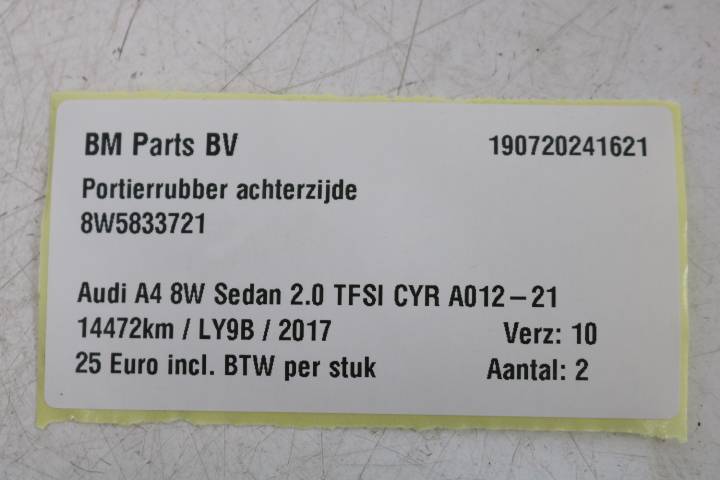 BM Parts BV 190720241621
Portierrubber achterzijde
8W5833721
Audi A4 8W Sedan 2.0 TFSI CYR A012-21
14472km / LY9B / 2017 Verz: 10
25 Euro incl. BTW per stuk Aantal: 2